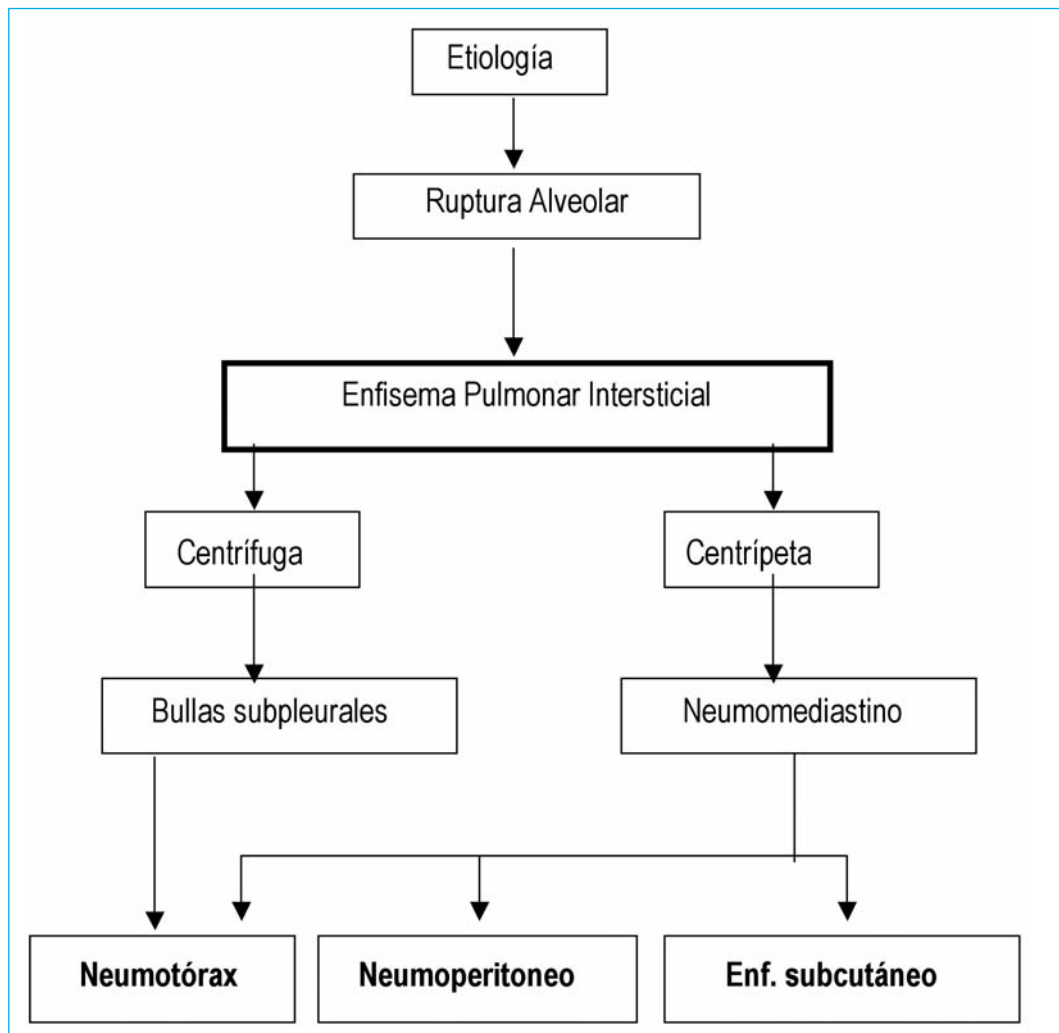 Etiología
Ruptura Alveolar
Enfisema Pulmonar Intersticial
Centrífuga
Centrípeta
Bullas subpleurales
Neumomediastino
Neumotórax
Neumoperitoneo
Enf. subcutáneo